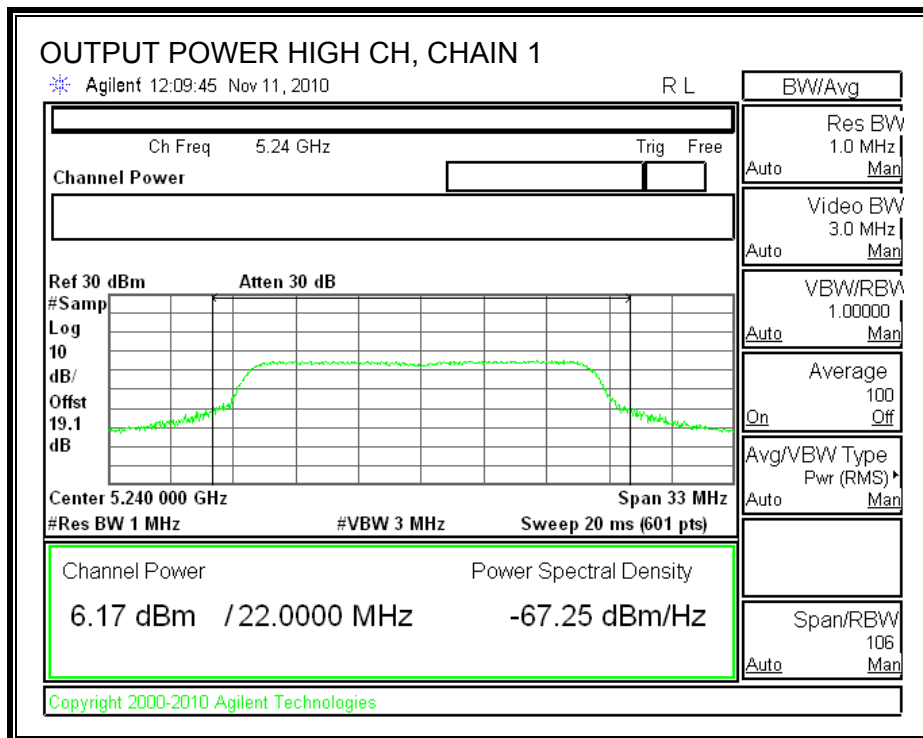 OUTPUT POWER HIGH CH, CHAIN 1
Agilent 12:09:45 Nov 11, 2010 R L
BW/Avg
Ch Freq 5.24 GHz Trig Free
Channel Power
Res BW
1.0 MHz
Auto Man
Video BW
3.0 MHz
Auto Man
Ref 30 dBm Atten 30 dB
#Samp
Log
10
dB/
Offst
19.1
dB
VBW/RBW
1.00000
Auto Man
Average
100
On Off
Avg/VBW Type
Pwr (RMS)
Auto Man
Center 5.240 000 GHz Span 33 MHz
#Res BW 1 MHz #VBW 3 MHz Sweep 20 ms (601 pts)
Channel Power Power Spectral Density
6.17 dBm / 22.0000 MHz -67.25 dBm/Hz
Span/RBW
106
Auto Man
Copyright 2000-2010 Agilent Technologies